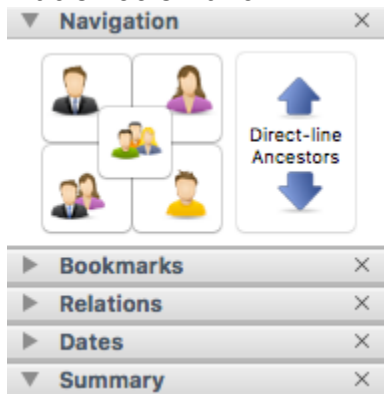 Navigation
Direct-line
Ancestors
Bookmarks
Relations
Dates
Summary